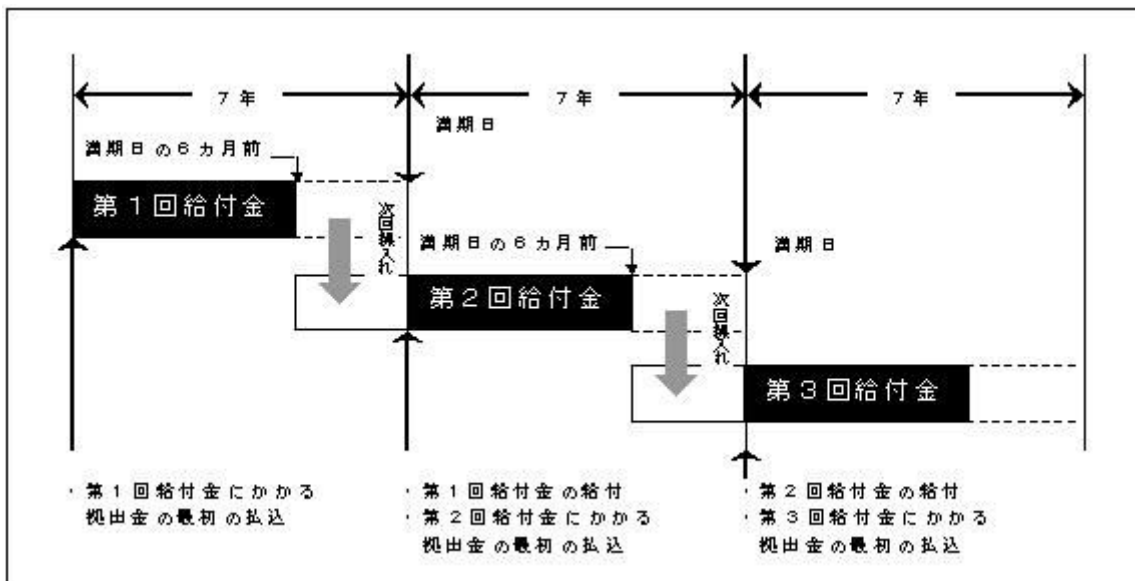 7年
7年
7年
満期日
満期日の6カ月前
第1回給付金
次回繰入れ
満期日の6カ月前
満期日
第2回給付金
次回繰入れ
第3回給付金
・第1回給付金にかかる
拠出金の最初の払込
・第1回給付金の給付
・第2回給付金にかかる
拠出金の最初の払込
・第2回給付金の給付
・第3回給付金にかかる
拠出金の最初の払込